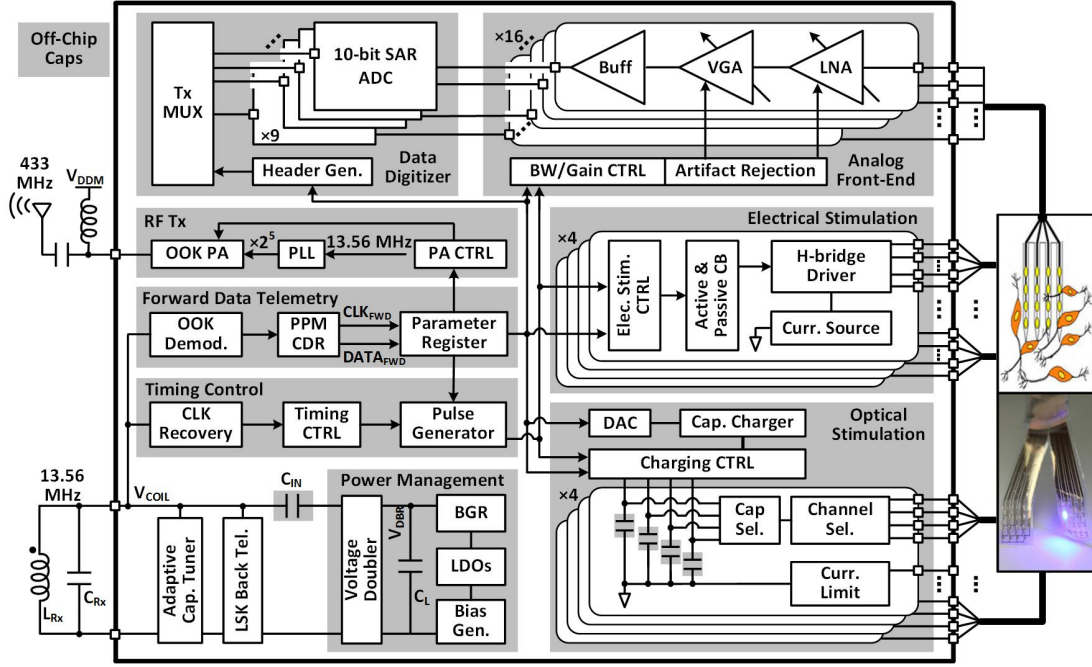 Off-Chip
Caps
Tx
MUX
10-bit SAR
ADC
×9
Header Gen.
Data
Digitizer
×16
Buff
VGA
LNA
BW/Gain CTRL
Artifact Rejection
Analog
Front-End
433
MHz
V_DDM
RF Tx
OOK PA
×2⁵
PLL
13.56 MHz
PA CTRL
Forward Data Telemetry
OOK
Demod.
PPM
CDR
CLK_FWD
DATA_FWD
Parameter
Register
Timing Control
CLK
Recovery
Timing
CTRL
Pulse
Generator
Electrical Stimulation
×4
Elec. Stim.
CTRL
Active &
Passive CB
H-bridge
Driver
Curr. Source
DAC
Cap. Charger
Optical
Stimulation
Charging CTRL
×4
Cap
Sel.
Channel
Sel.
Curr.
Limit
13.56
MHz
V_COIL
L_Rx
C_Rx
Adaptive
Cap. Tuner
LSK Back Tel.
C_IN
Power Management
Voltage
Doubler
V_DBR
C_L
BGR
LDOs
Bias
Gen.